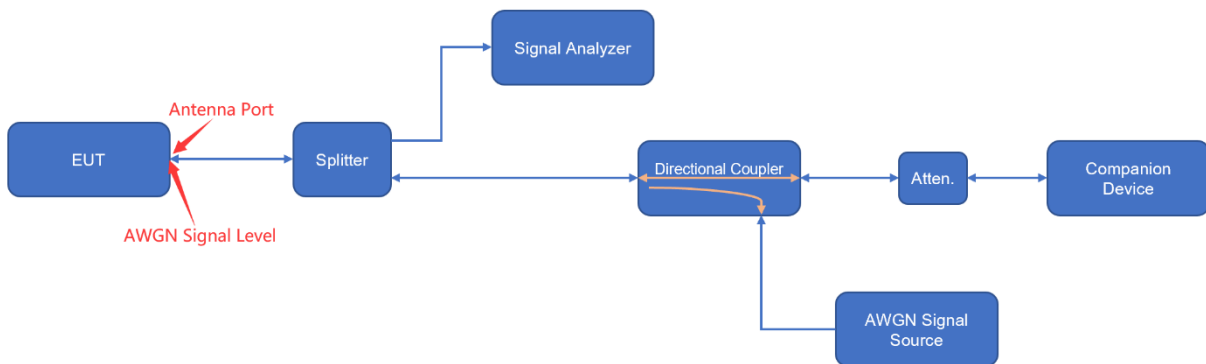 Signal Analyzer
Antenna Port
EUT
Splitter
Directional Coupler
Atten.
Companion
Device
AWGN Signal Level
AWGN Signal
Source